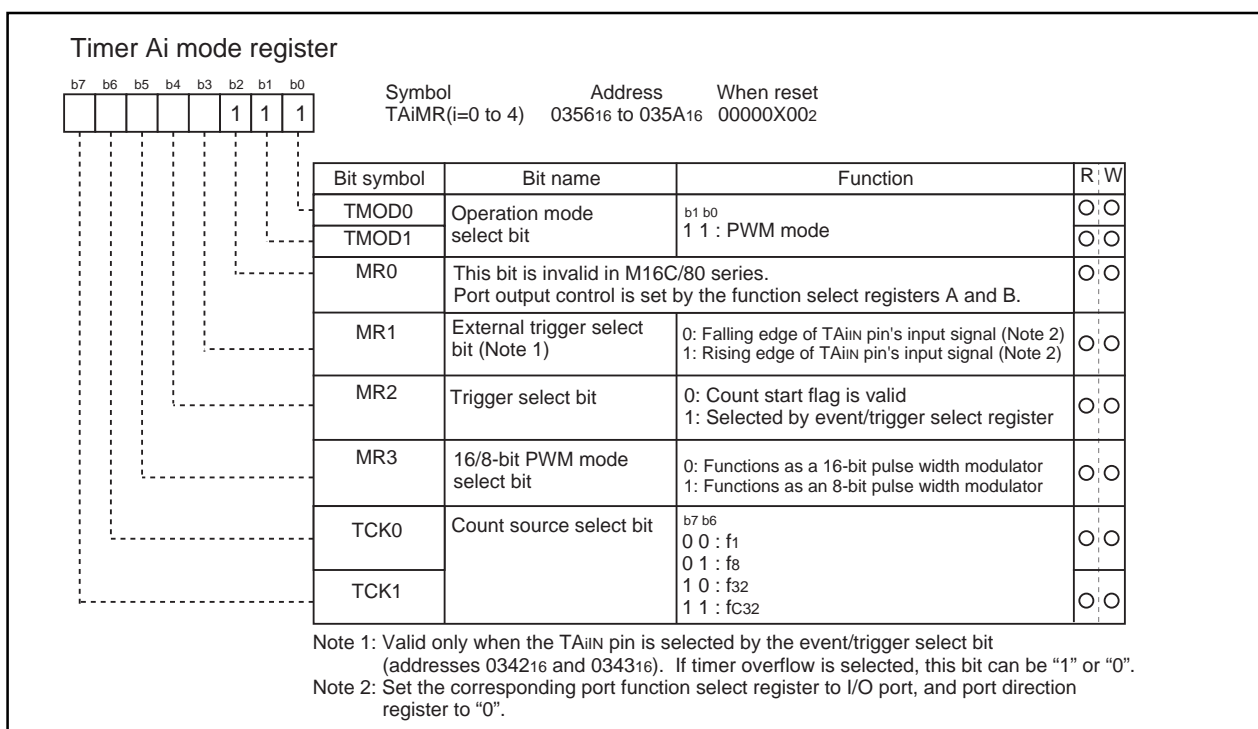 Timer Ai mode register
b7 b6 b5 b4 b3 b2 b1 b0
1 1 1
Symbol Address When reset
TAiMR(i=0 to 4) 035616 to 035A16 00000X002
Bit symbol Bit name Function R W
TMOD0 Operation mode select bit b1 b0
TMOD1 1 1 : PWM mode
MR0 This bit is invalid in M16C/80 series.
Port output control is set by the function select registers A and B.
MR1 External trigger select bit (Note 1) 0: Falling edge of TAiIN pin's input signal (Note 2)
1: Rising edge of TAiIN pin's input signal (Note 2)
MR2 Trigger select bit 0: Count start flag is valid
1: Selected by event/trigger select register
MR3 16/8-bit PWM mode select bit 0: Functions as a 16-bit pulse width modulator
1: Functions as an 8-bit pulse width modulator
TCK0 Count source select bit b7 b6
0 0 : f1
0 1 : f8
TCK1 1 0 : f32
1 1 : fC32
Note 1: Valid only when the TAiIN pin is selected by the event/trigger select bit
(addresses 034216 and 034316). If timer overflow is selected, this bit can be “1” or “0”.
Note 2: Set the corresponding port function select register to I/O port, and port direction
register to “0”.